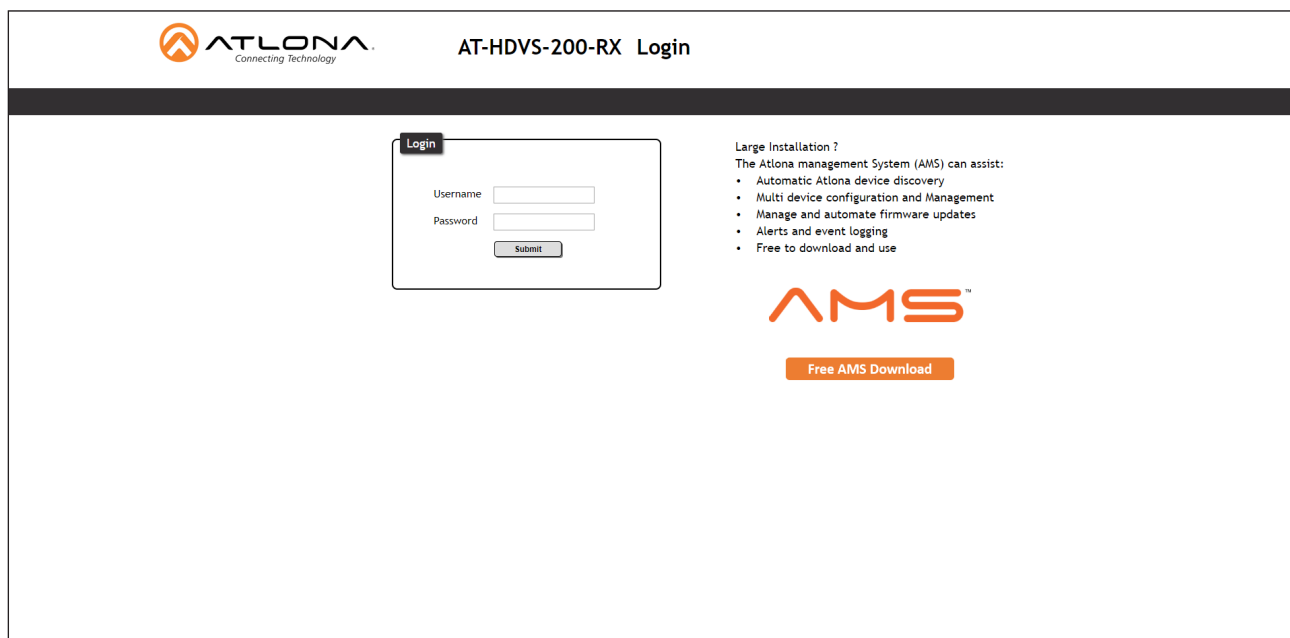 ATLONA.
Connecting Technology
AT-HDVS-200-RX Login
Login
Username
Password
Submit
Large Installation ?
The Atlona management System (AMS) can assist:
• Automatic Atlona device discovery
• Multi device configuration and Management
• Manage and automate firmware updates
• Alerts and event logging
• Free to download and use
AMS™
Free AMS Download